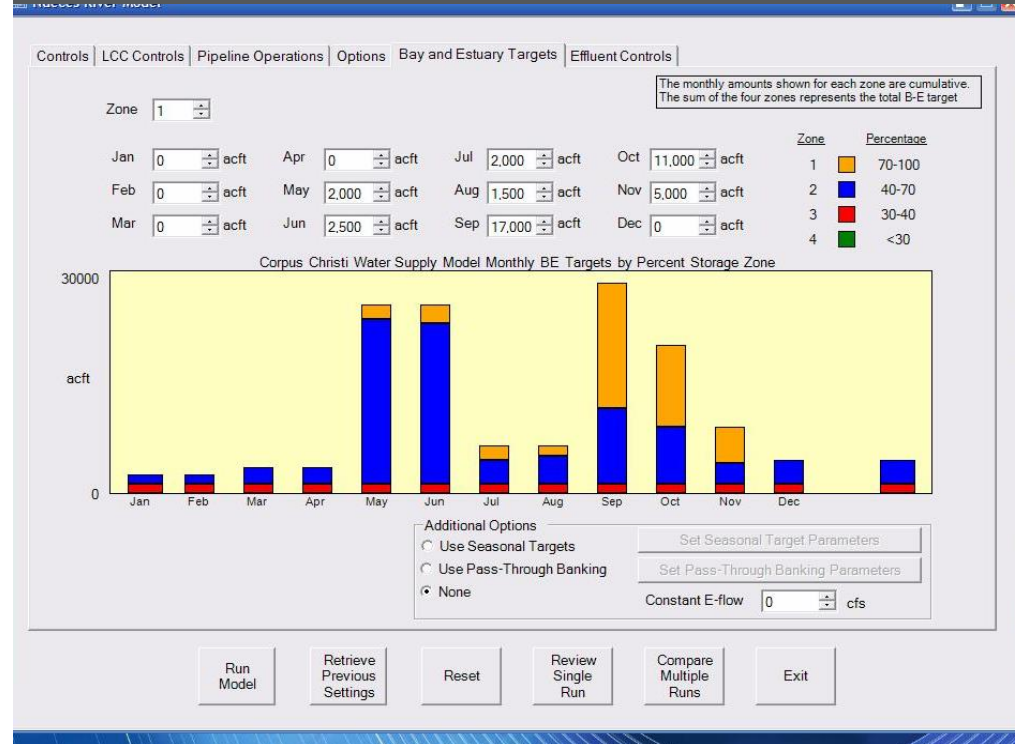 Nueces River Model
Controls LCC Controls Pipeline Operations Options Bay and Estuary Targets Effluent Controls
The monthly amounts shown for each zone are cumulative.
The sum of the four zones represents the total B-E target
Zone 1
Zone Percentage
Jan 0 acft Apr 0 acft Jul 2,000 acft Oct 11,000 acft
1 70-100
Feb 0 acft May 2,000 acft Aug 1,500 acft Nov 5,000 acft
2 40-70
Mar 0 acft Jun 2,500 acft Sep 17,000 acft Dec 0 acft
3 30-40
4 <30
Corpus Christi Water Supply Model Monthly BE Targets by Percent Storage Zone
30000
acft
0
Jan Feb Mar Apr May Jun Jul Aug Sep Oct Nov Dec
Additional Options
Use Seasonal Targets Set Seasonal Target Parameters
Use Pass-Through Banking Set Pass-Through Banking Parameters
None Constant E-flow 0 cfs
Run
Model
Retrieve
Previous
Settings
Reset
Review
Single
Run
Compare
Multiple
Runs
Exit